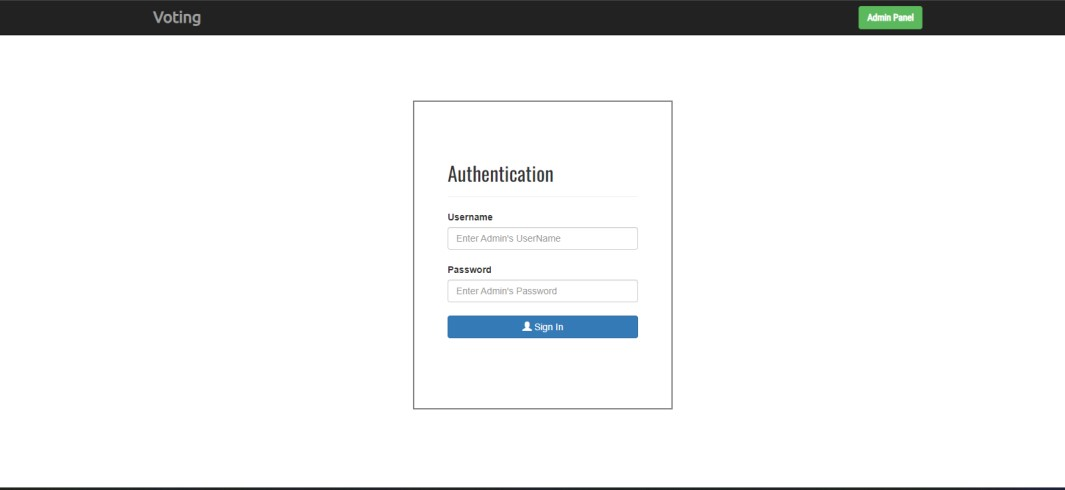 Voting
Admin Panel
Authentication
Username
Enter Admin's UserName
Password
Enter Admin's Password
Sign In